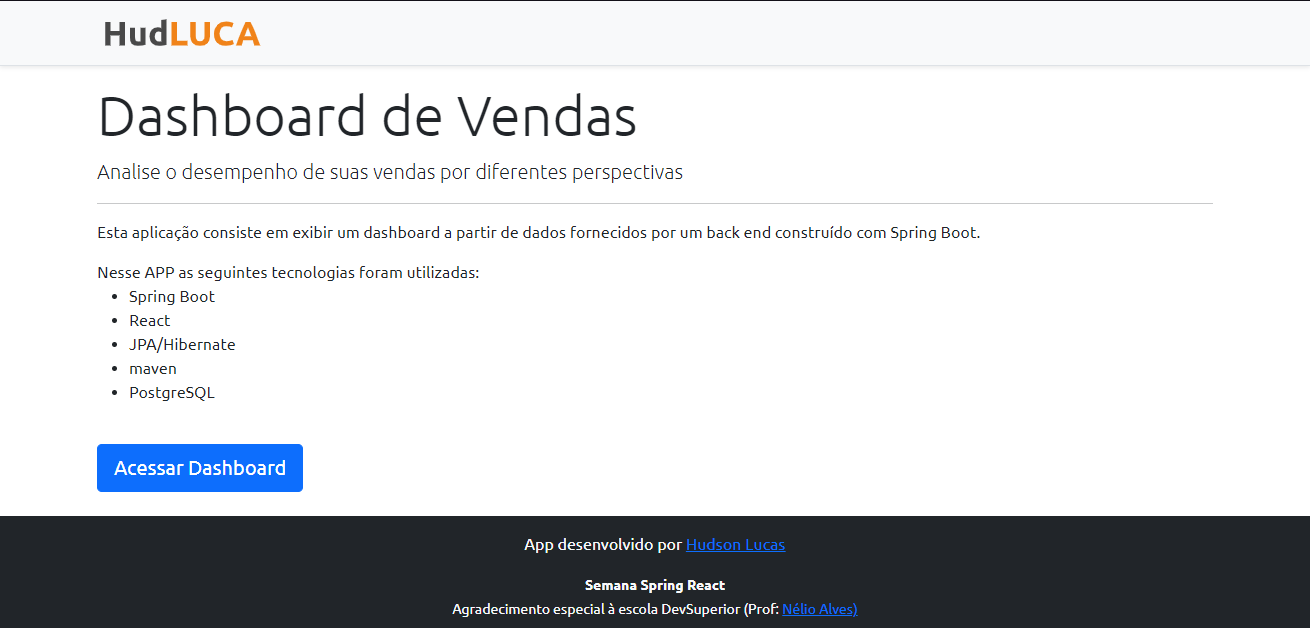 HudLUCA
Dashboard de Vendas
Analise o desempenho de suas vendas por diferentes perspectivas
Esta aplicação consiste em exibir um dashboard a partir de dados fornecidos por um back end construído com Spring Boot.
Nesse APP as seguintes tecnologias foram utilizadas:
• Spring Boot
• React
• JPA/Hibernate
• maven
• PostgreSQL
Acessar Dashboard
App desenvolvido por Hudson Lucas
Semana Spring React
Agradecimento especial à escola DevSuperior (Prof: Nélio Alves)